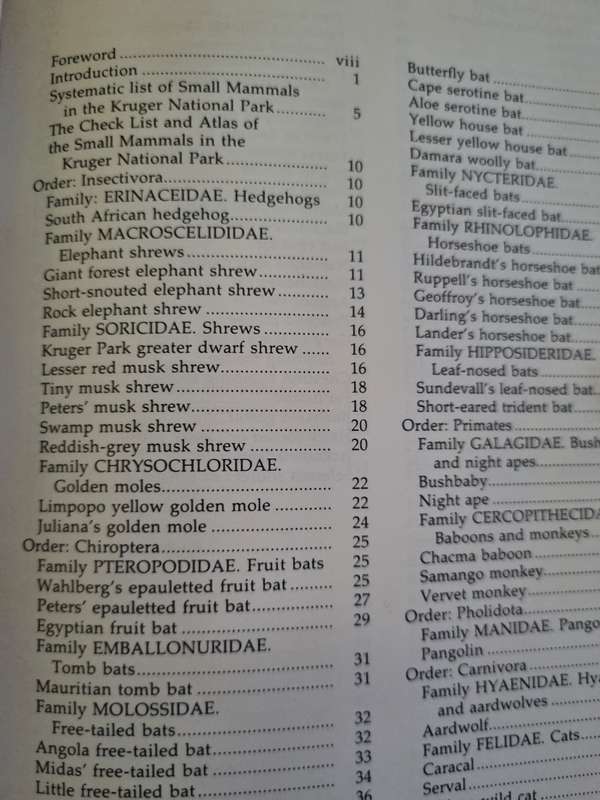 Foreword ........ viii
Introduction ........ 1
Systematic list of Small Mammals
in the Kruger National Park ........ 5
The Check List and Atlas of
the Small Mammals in the
Kruger National Park ........ 10
Order: Insectivora ........ 10
Family: ERINACEIDAE. Hedgehogs 10
South African hedgehog ........ 10
Family MACROSCELIDIDAE.
Elephant shrews ........ 11
Giant forest elephant shrew ........ 11
Short-snouted elephant shrew ........ 13
Rock elephant shrew ........ 14
Family SORICIDAE. Shrews ........ 16
Kruger Park greater dwarf shrew ...... 16
Lesser red musk shrew ........ 16
Tiny musk shrew ........ 18
Peters' musk shrew ........ 18
Swamp musk shrew ........ 20
Reddish-grey musk shrew ........ 20
Family CHRYSOCHLORIDAE.
Golden moles ........ 22
Limpopo yellow golden mole ........ 22
Juliana's golden mole ........ 24
Order: Chiroptera ........ 25
Family PTEROPODIDAE. Fruit bats 25
Wahlberg's epauletted fruit bat ........ 25
Peters' epauletted fruit bat ........ 27
Egyptian fruit bat ........ 29
Family EMBALLONURIDAE.
Tomb bats ........ 31
Mauritian tomb bat ........ 31
Family MOLOSSIDAE.
Free-tailed bats ........ 32
Angola free-tailed bat ........ 32
Midas' free-tailed bat ........ 33
Little free-tailed bat ........ 34
36
Butterfly bat ........
Cape serotine bat ........
Aloe serotine bat ........
Yellow house bat ........
Lesser yellow house bat ........
Damara woolly bat ........
Family NYCTERIDAE.
Slit-faced bats ........
Egyptian slit-faced bat ........
Family RHINOLOPHIDAE.
Horseshoe bats ........
Hildebrandt's horseshoe bat
Ruppell's horseshoe bat ........
Geoffroy's horseshoe bat ........
Darling's horseshoe bat ........
Lander's horseshoe bat ........
Family HIPPOSIDERIDAE.
Leaf-nosed bats ........
Sundevall's leaf-nosed bat ........
Short-eared trident bat ........
Order: Primates ........
Family GALAGIDAE. Bush
and night apes ........
Bushbaby ........
Night ape ........
Family CERCOPITHECIDA
Baboons and monkeys ........
Chacma baboon ........
Samango monkey ........
Vervet monkey ........
Order: Pholidota ........
Family MANIDAE. Pango
Pangolin ........
Order: Carnivora ........
Family HYAENIDAE. Hy
and aardwolves ........
Aardwolf ........
Family FELIDAE. Cats ........
Caracal ........
Serval ........
wild cat